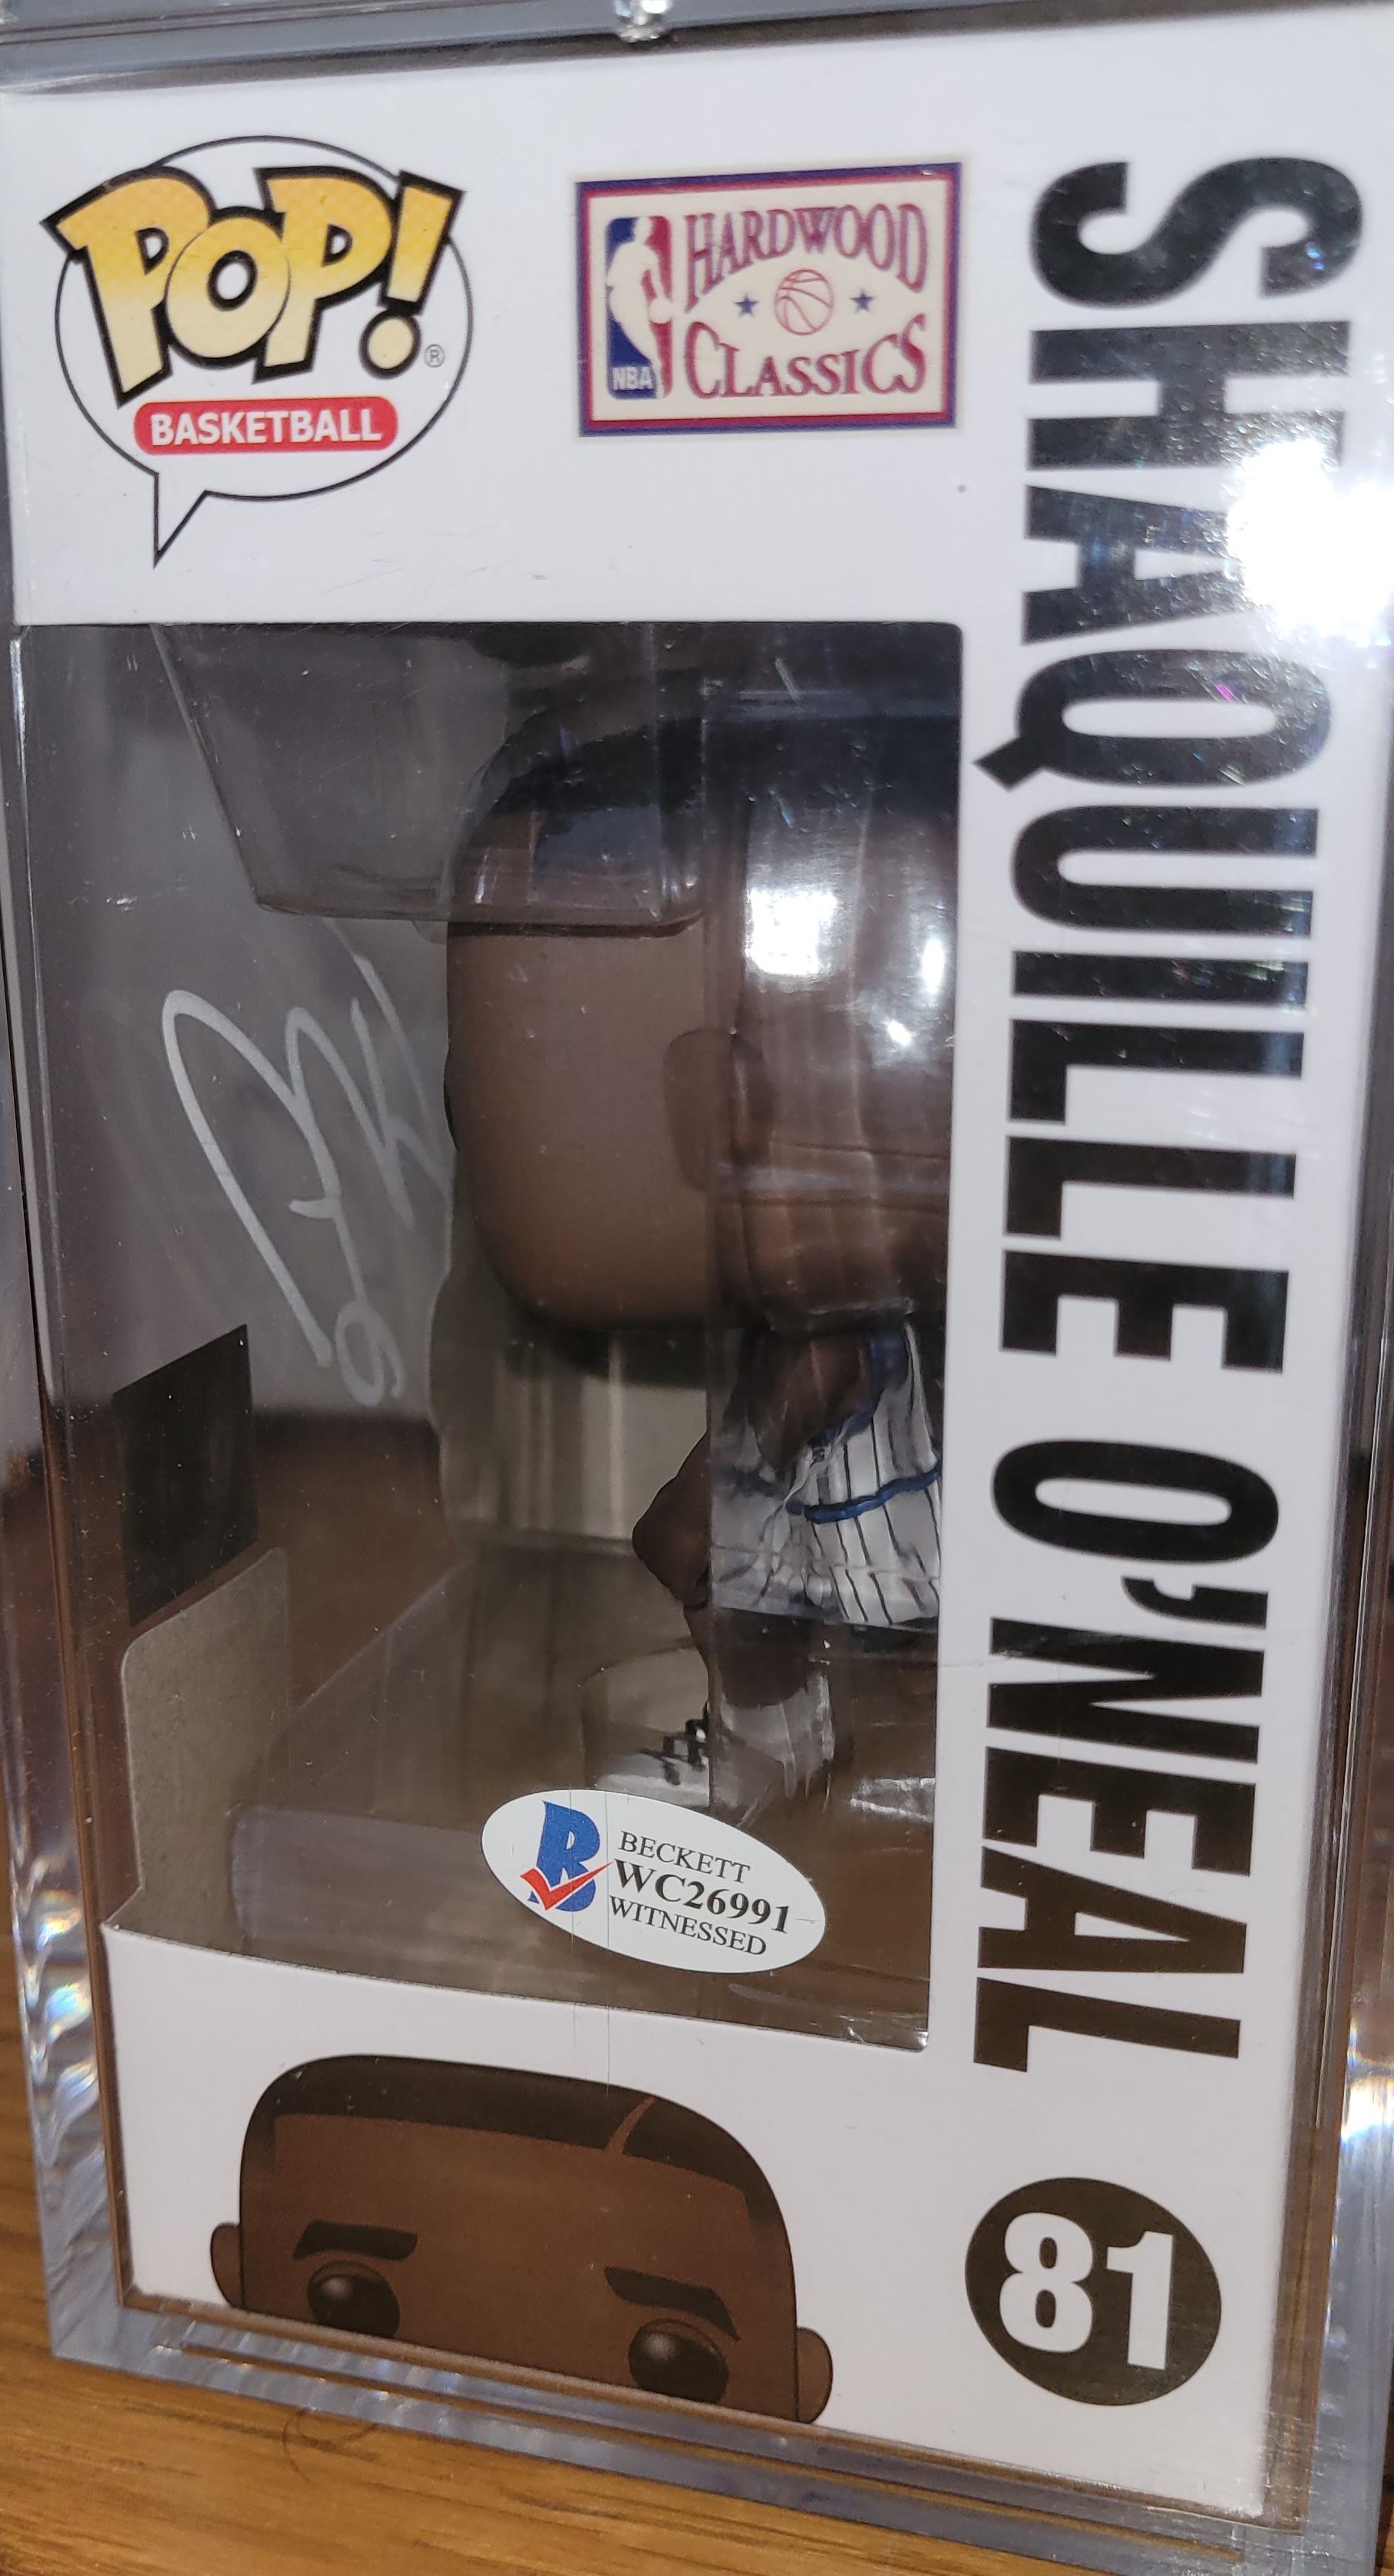 POP!®
BASKETBALL
HARDWOOD
CLASSICS
NBA
SHAQUILLE O'NEAL
BECKETT
WC26991
WITNESSED
81